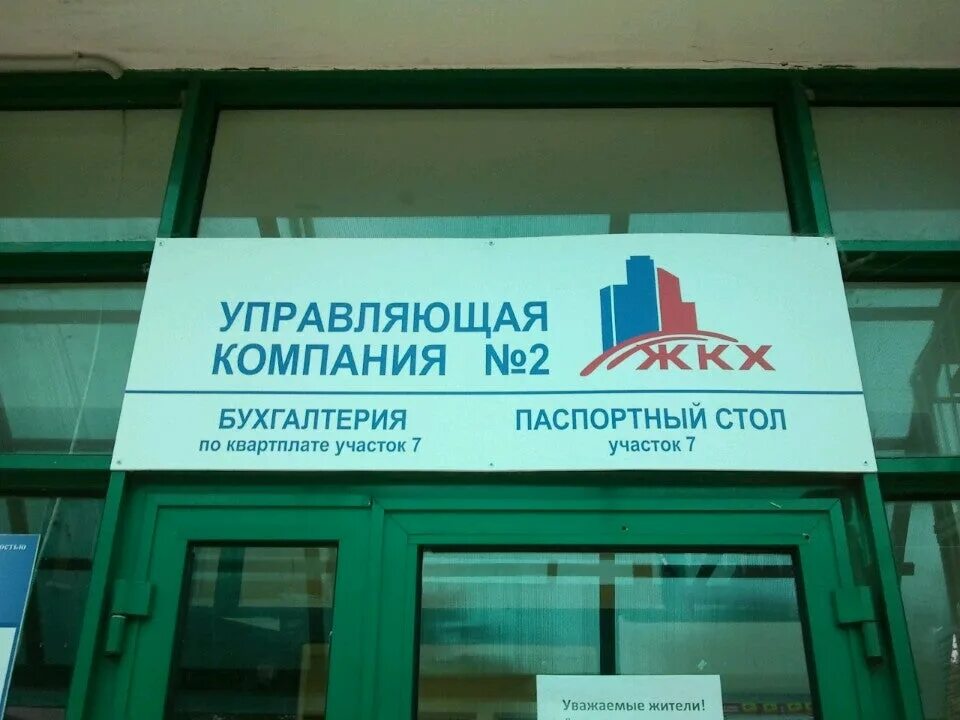 УПРАВЛЯЮЩАЯ
КОМПАНИЯ №2
ЖКХ
БУХГАЛТЕРИЯ
по квартплате участок 7
ПАСПОРТНЫЙ СТОЛ
участок 7
Уважаемые жители!